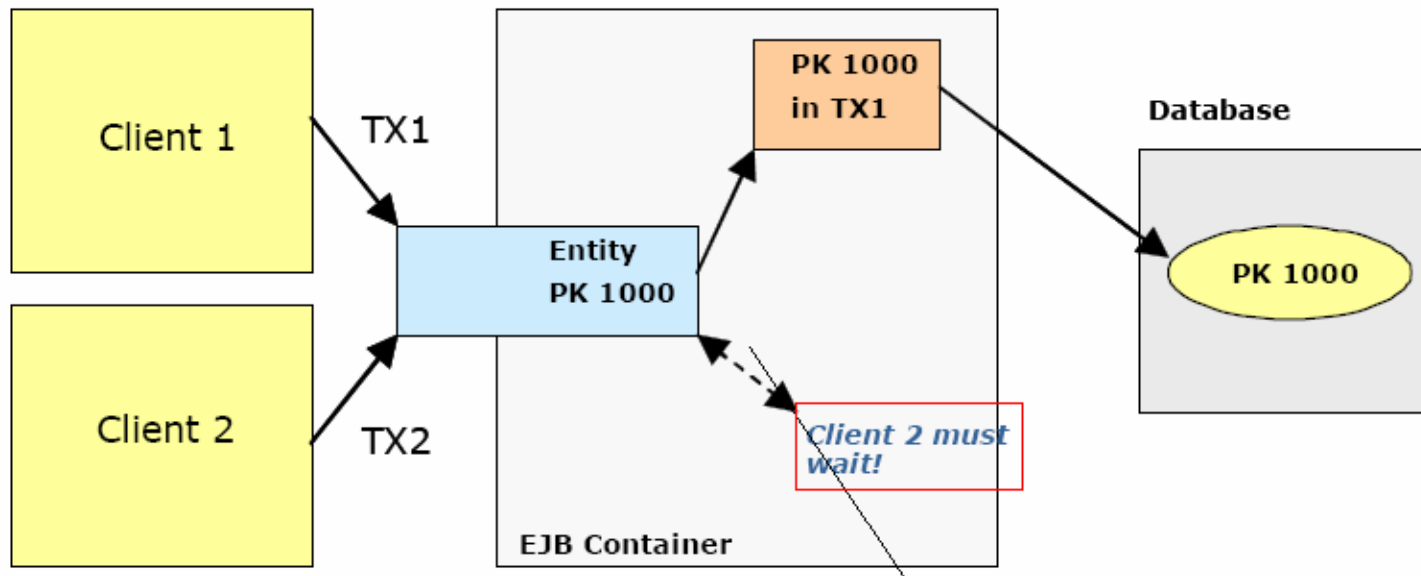 Client 1
TX1
PK 1000
in TX1
Database
Entity
PK 1000
PK 1000
Client 2
TX2
Client 2 must
wait!
EJB Container